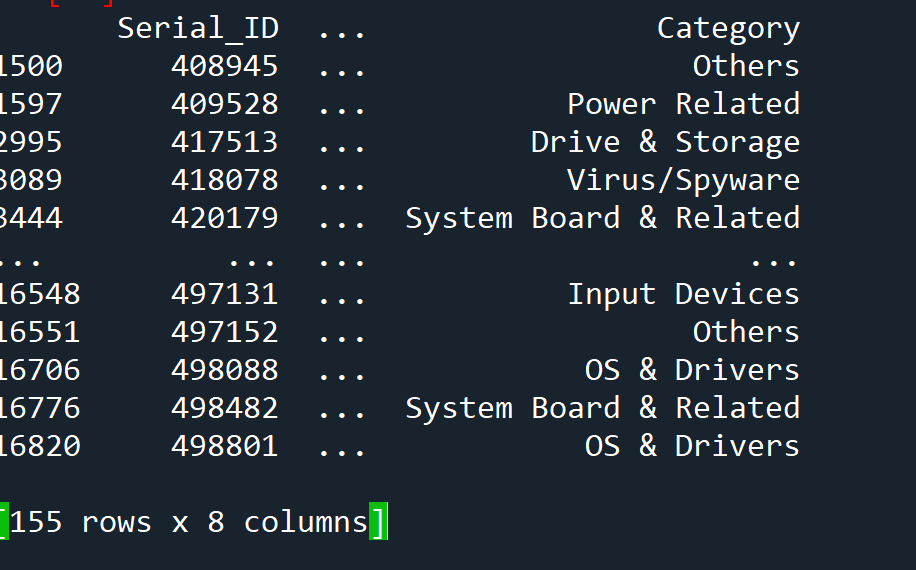 Serial_ID ... Category
1500 408945 ... Others
1597 409528 ... Power Related
2995 417513 ... Drive & Storage
3089 418078 ... Virus/Spyware
3444 420179 ... System Board & Related
... ... ... ...
16548 497131 ... Input Devices
16551 497152 ... Others
16706 498088 ... OS & Drivers
16776 498482 ... System Board & Related
16820 498801 ... OS & Drivers
[155 rows x 8 columns]